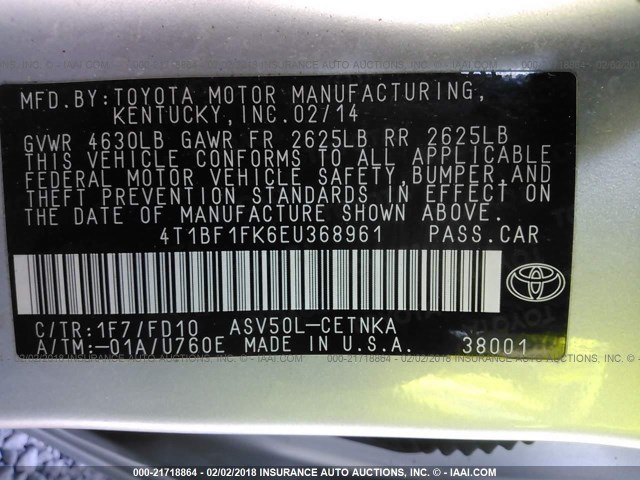 MFD.BY:TOYOTA MOTOR MANUFACTURING,
KENTUCKY,INC.02/14
GVWR 4630LB GAWR FR 2625LB RR 2625LB
THIS VEHICLE CONFORMS TO ALL APPLICABLE
FEDERAL MOTOR VEHICLE SAFETY,BUMPER,AND
THEFT PREVENTION STANDARDS IN EFFECT ON
THE DATE OF MANUFACTURE SHOWN ABOVE.
4T1BF1FK6EU368961 PASS.CAR
C/TR:1F7/FD10 ASV50L-CETNKA
A/TM:-01A/U760E MADE IN U.S.A. 38001
000-21718864 - 02/02/2018 INSURANCE AUTO AUCTIONS INC. © - IAAI.COM